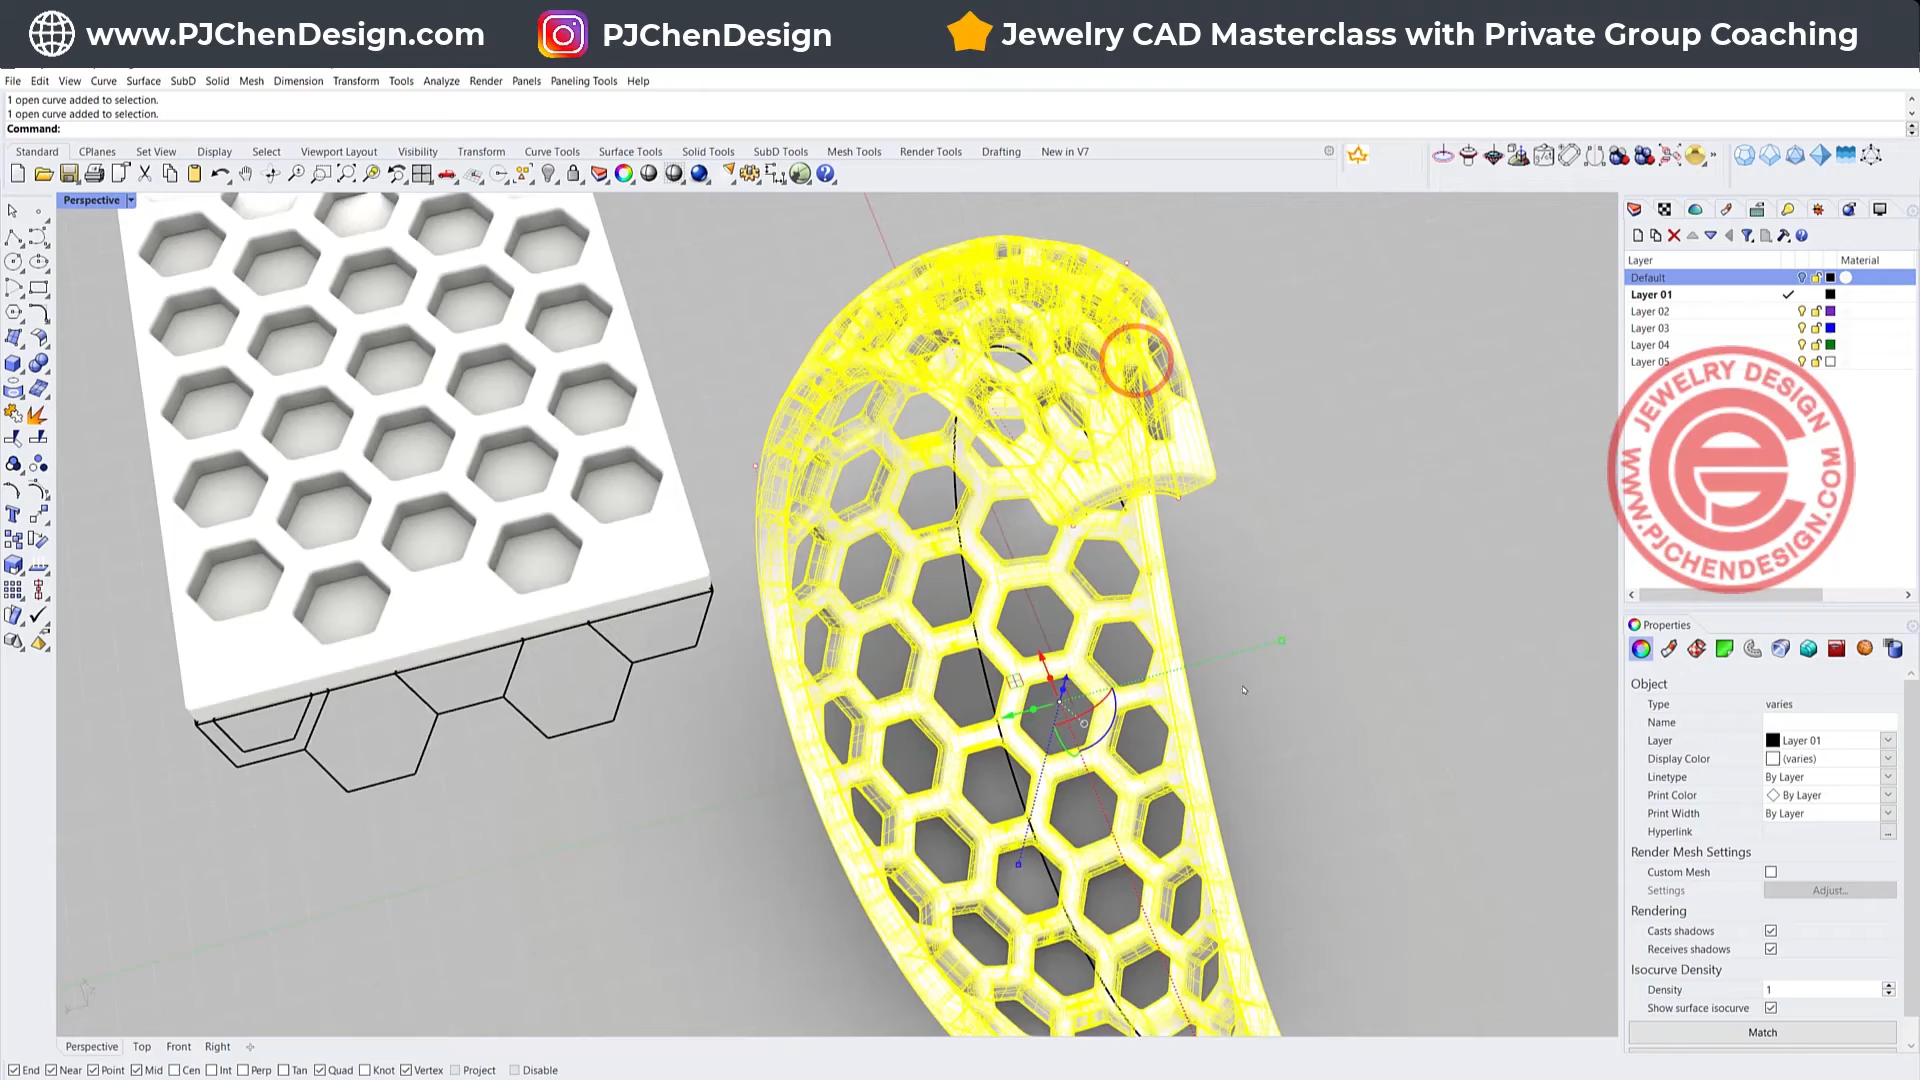 www.PJChenDesign.com PJChenDesign Jewelry CAD Masterclass with Private Group Coaching
File Edit View Curve Surface SubD Solid Mesh Dimension Transform Tools Analyze Render Panels Paneling Tools Help
1 open curve added to selection.
1 open curve added to selection.
Command:
Standard CPlanes Set View Display Select Viewport Layout Visibility Transform Curve Tools Surface Tools Solid Tools SubD Tools Mesh Tools Render Tools Drafting New in V7
Perspective
Layer Material
Default
Layer 01
Layer 02
Layer 03
Layer 04
Layer 05
JEWELRY DESIGN
WWW.PJCHENDESIGN.COM
Properties
Object
Type varies
Name
Layer Layer 01
Display Color (varies)
Linetype By Layer
Print Color By Layer
Print Width By Layer
Hyperlink ...
Render Mesh Settings
Custom Mesh
Settings Adjust...
Rendering
Casts shadows
Receives shadows
Isocurve Density
Density 1
Show surface isocurve
Match
Perspective Top Front Right
End Near Point Mid Cen Int Perp Tan Quad Knot Vertex Project Disable